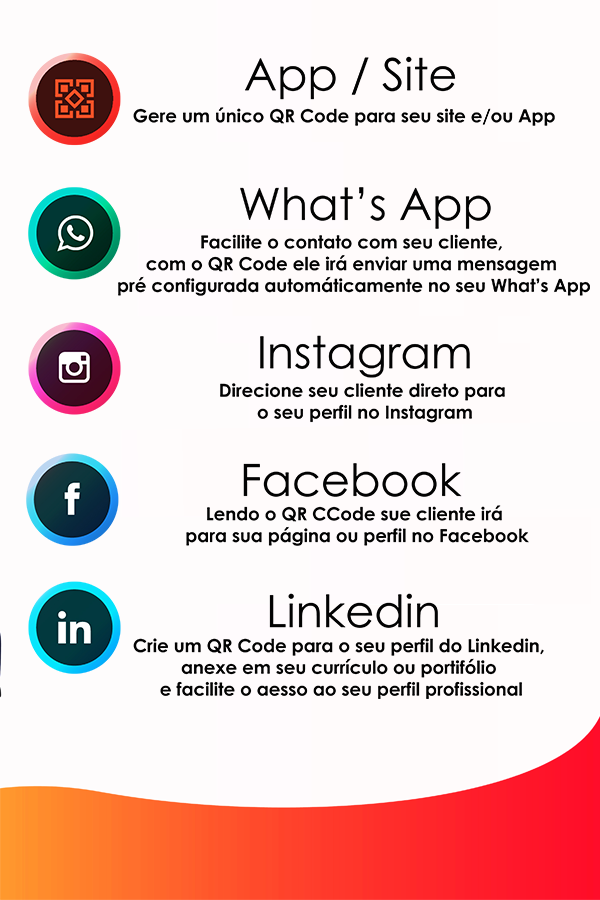 App / Site
Gere um único QR Code para seu site e/ou App
What's App
Facilite o contato com seu cliente,
com o QR Code ele irá enviar uma mensagem
pré configurada automáticamente no seu What's App
Instagram
Direcione seu cliente direto para
o seu perfil no Instagram
f
Facebook
Lendo o QR CCode sue cliente irá
para sua página ou perfil no Facebook
in
Linkedin
Crie um QR Code para o seu perfil do Linkedin,
anexe em seu currículo ou portifólio
e facilite o aesso ao seu perfil profissional